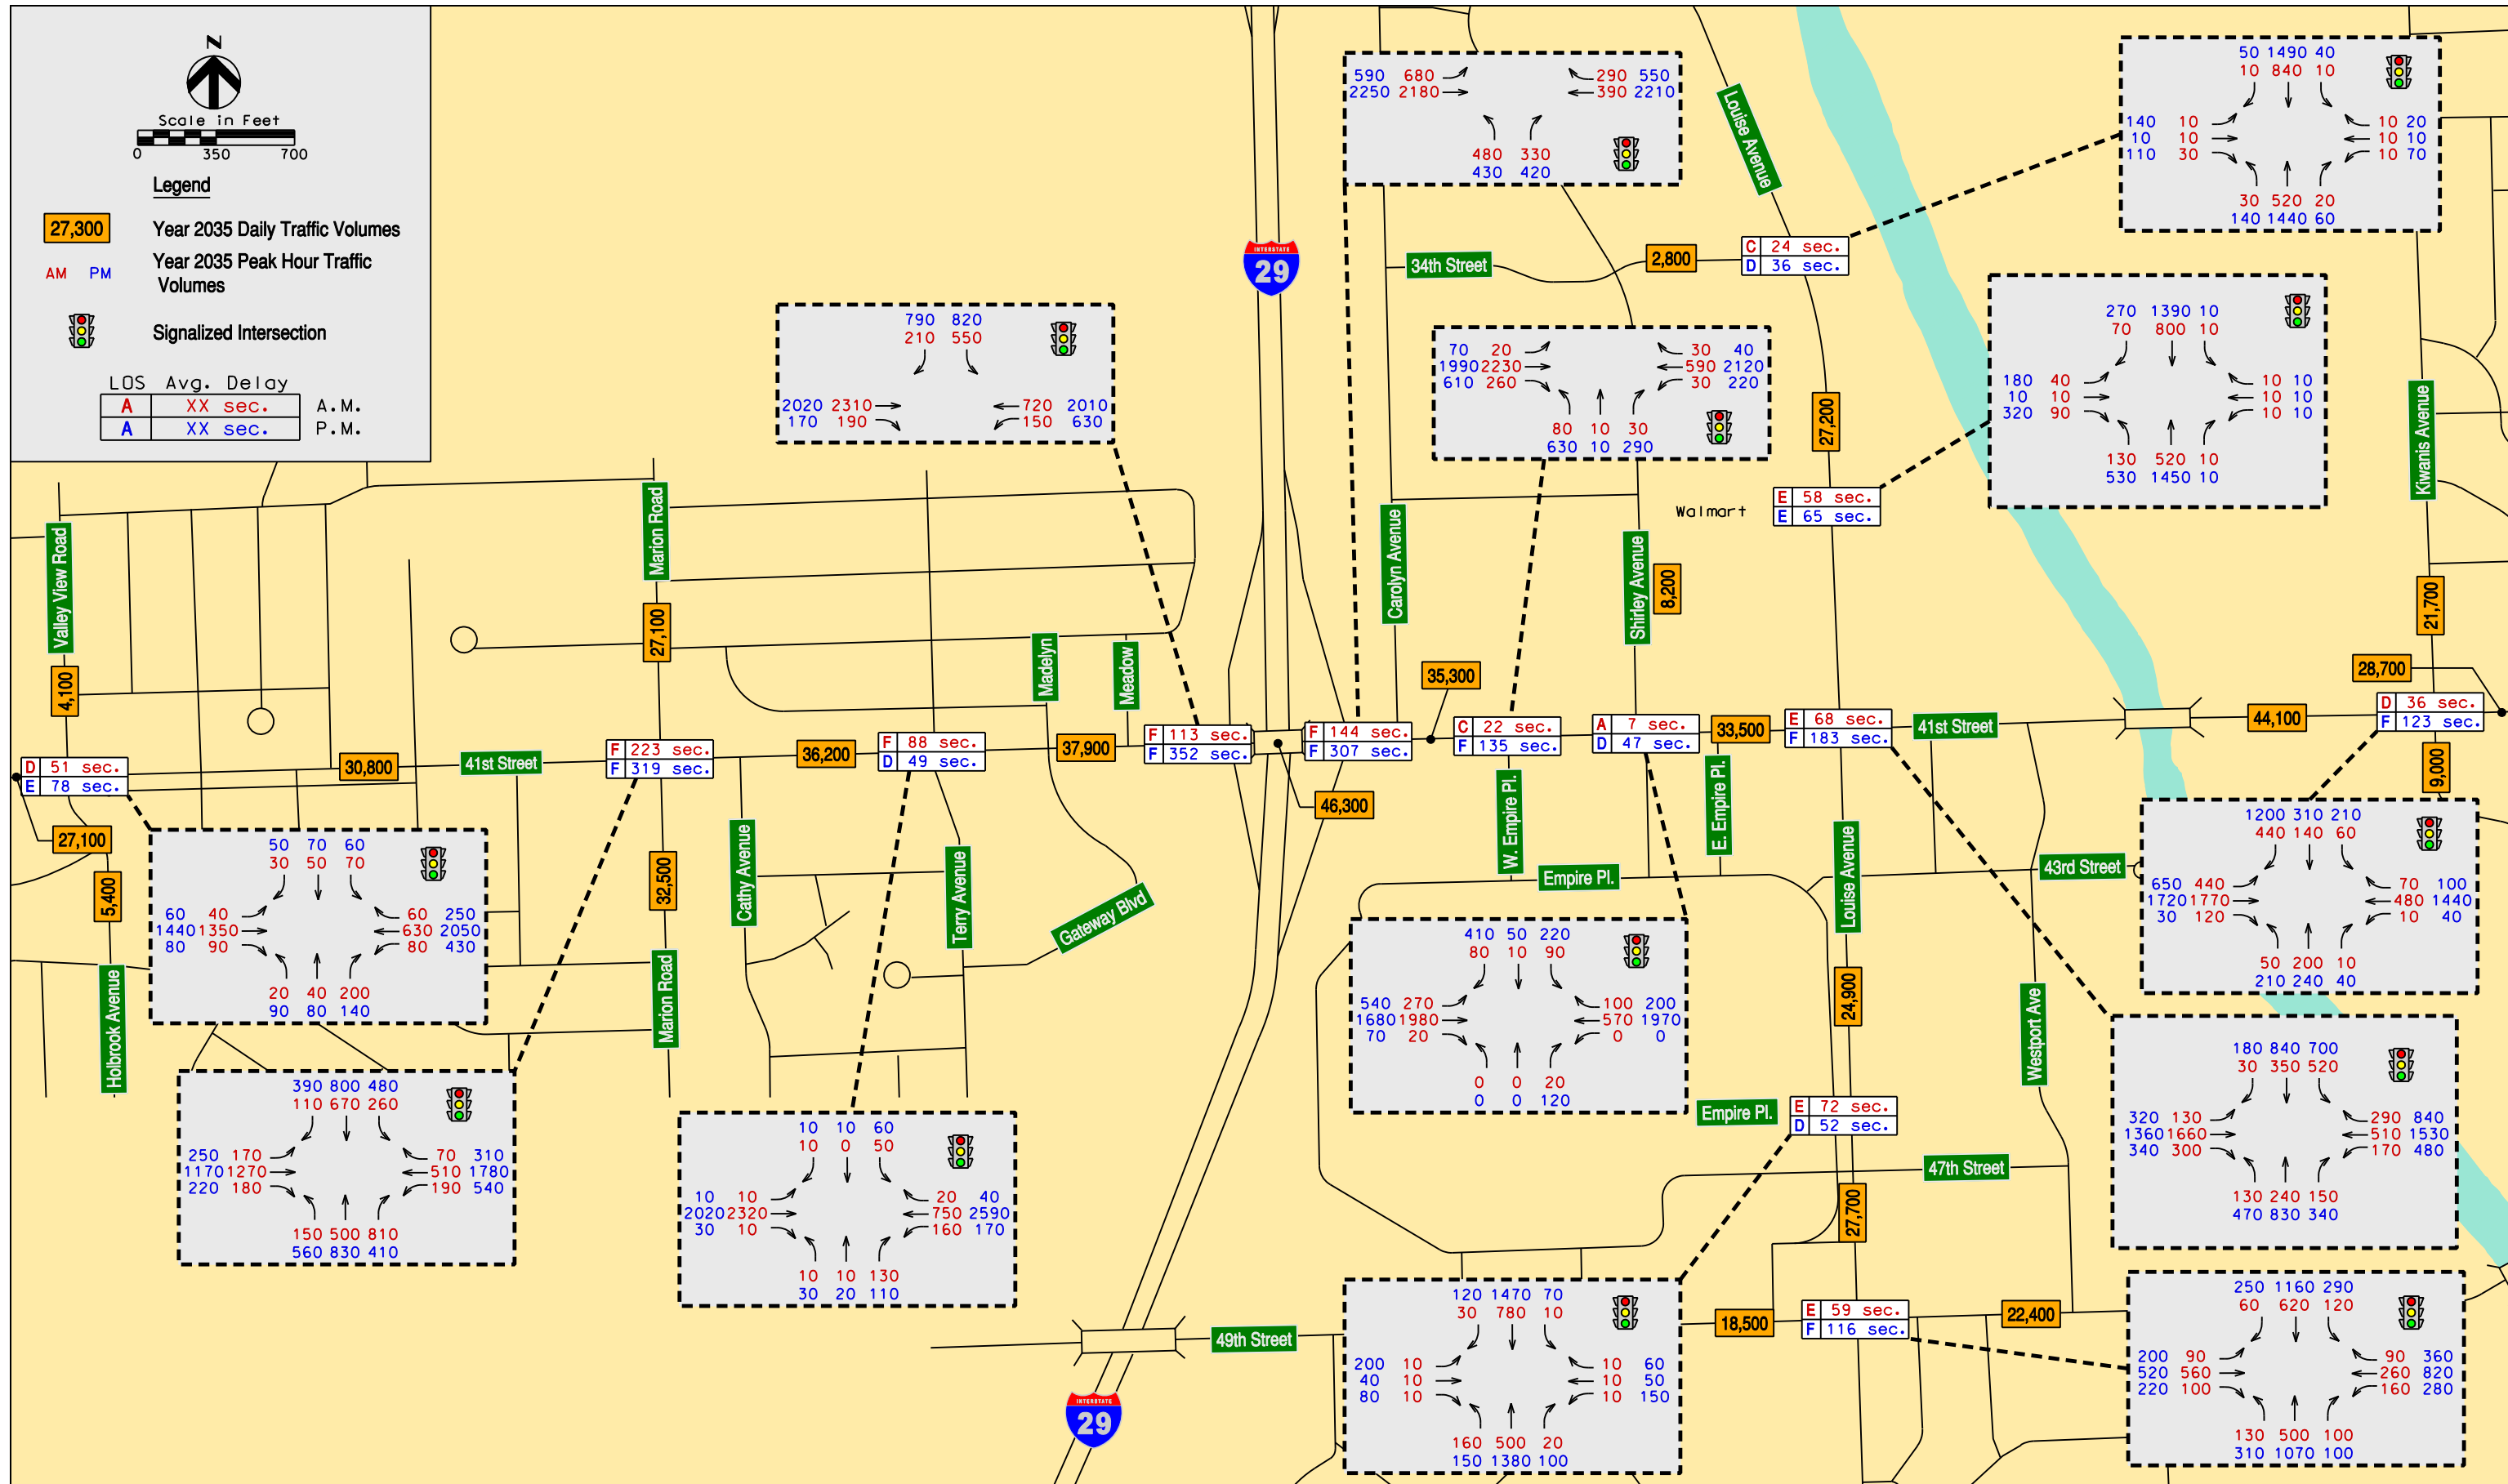 N
Scale in Feet
0 350 700
Legend
27,300 Year 2035 Daily Traffic Volumes
AM PM Year 2035 Peak Hour Traffic
Volumes
Signalized Intersection
LOS Avg. Delay
A XX sec. A.M.
A XX sec. P.M.
590 680 290 550
2250 2180 390 2210
480 330
430 420
50 1490 40
10 840 10
140 10 10 20
10 10 10 10
110 30 10 70
30 520 20
140 1440 60
Louise Avenue
INTERSTATE
29
34th Street
2,800
C 24 sec.
D 36 sec.
790 820
210 550
2020 2310 720 2010
170 190 150 630
70 20 30 40
1990 2230 590 2120
610 260 30 220
80 10 30
630 10 290
270 1390 10
70 800 10
180 40 10 10
10 10 10 10
320 90 10 10
130 520 10
530 1450 10
27,200
Kiwanis Avenue
E 58 sec.
E 65 sec.
Walmart
Valley View Road
Marion Road
Carolyn Avenue
Shirley Avenue
8,200
21,700
27,100
4,100
Madelyn
Meadow
35,300
28,700
D 51 sec.
E 78 sec.
30,800
41st Street
F 223 sec.
F 319 sec.
36,200
F 88 sec.
D 49 sec.
37,900
F 113 sec.
F 352 sec.
F 144 sec.
F 307 sec.
C 22 sec.
F 135 sec.
A 7 sec.
D 47 sec.
33,500
E 68 sec.
F 183 sec.
41st Street
44,100
D 36 sec.
F 123 sec.
9,000
46,300
27,100
5,400
Holbrook Avenue
32,500
Marion Road
Cathy Avenue
Terry Avenue
Gateway Blvd
W. Empire Pl.
E. Empire Pl.
Empire Pl.
Louise Avenue
43rd Street
24,900
Westport Ave
50 70 60
30 50 70
60 40 60 250
1440 1350 630 2050
80 90 80 430
20 40 200
90 80 140
1200 310 210
440 140 60
650 440 70 100
1720 1770 480 1440
30 120 10 40
50 200 10
210 240 40
410 50 220
80 10 90
540 270 100 200
1680 1980 570 1970
70 20 0 0
0 0 20
0 0 120
390 800 480
110 670 260
250 170 70 310
1170 1270 510 1780
220 180 190 540
150 500 810
560 830 410
10 10 60
10 0 50
10 10 20 40
2020 2320 750 2590
30 10 160 170
10 10 130
30 20 110
180 840 700
30 350 520
320 130 290 840
1360 1660 510 1530
340 300 170 480
130 240 150
470 830 340
Empire Pl.
E 72 sec.
D 52 sec.
47th Street
27,700
INTERSTATE
29
49th Street
120 1470 70
30 780 10
200 10 10 60
40 10 10 50
80 10 10 150
160 500 20
150 1380 100
18,500
E 59 sec.
F 116 sec.
22,400
250 1160 290
60 620 120
200 90 90 360
520 560 260 820
220 100 160 280
130 500 100
310 1070 100